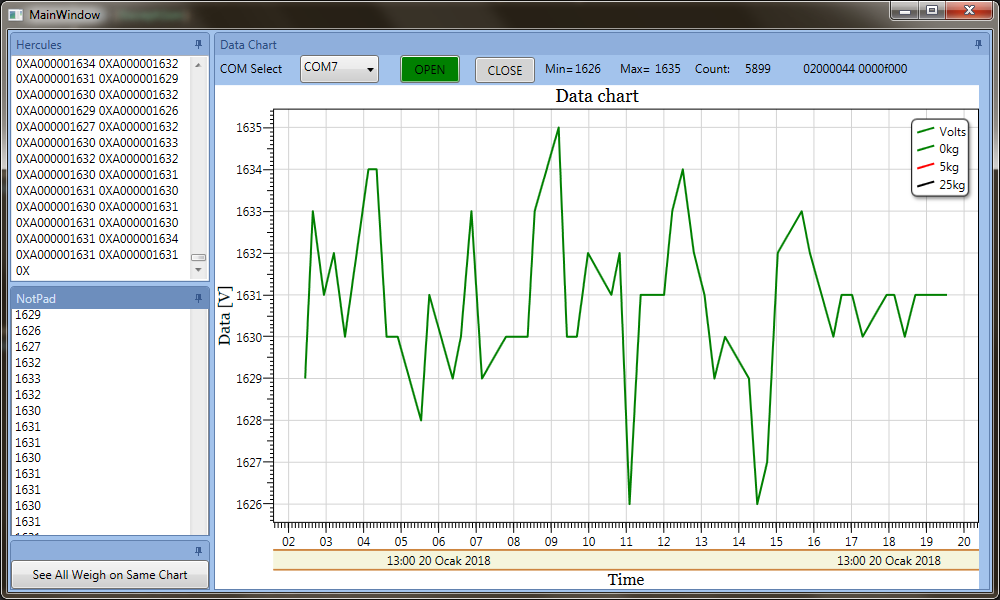 MainWindow
Hercules
0XA000001634 0XA000001632
0XA000001631 0XA000001629
0XA000001630 0XA000001632
0XA000001629 0XA000001626
0XA000001627 0XA000001632
0XA000001630 0XA000001633
0XA000001632 0XA000001632
0XA000001630 0XA000001631
0XA000001631 0XA000001630
0XA000001630 0XA000001631
0XA000001631 0XA000001630
0XA000001631 0XA000001634
0XA000001631 0XA000001631
0X
NotPad
1629
1626
1627
1632
1633
1632
1630
1631
1631
1630
1631
1631
1630
1631
See All Weigh on Same Chart
Data Chart
COM Select COM7 OPEN CLOSE Min= 1626 Max= 1635 Count: 5899 02000044 0000f000
Data chart
Volts
0kg
5kg
25kg
Data [V]
1635
1634
1633
1632
1631
1630
1629
1628
1627
1626
02 03 04 05 06 07 08 09 10 11 12 13 14 15 16 17 18 19 20
13:00 20 Ocak 2018 13:00 20 Ocak 2018
Time